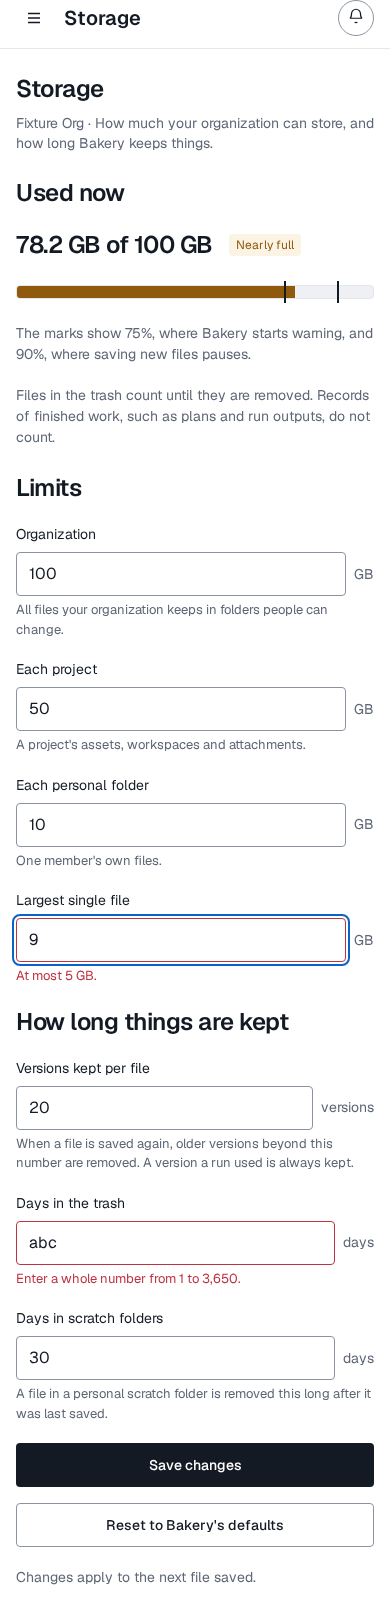 Storage
Storage
Fixture Org · How much your organization can store, and
how long Bakery keeps things.
Used now
78.2 GB of 100 GB Nearly full
The marks show 75%, where Bakery starts warning, and
90%, where saving new files pauses.
Files in the trash count until they are removed. Records
of finished work, such as plans and run outputs, do not
count.
Limits
Organization
100 GB
All files your organization keeps in folders people can
change.
Each project
50 GB
A project's assets, workspaces and attachments.
Each personal folder
10 GB
One member's own files.
Largest single file
9 GB
At most 5 GB.
How long things are kept
Versions kept per file
20 versions
When a file is saved again, older versions beyond this
number are removed. A version a run used is always kept.
Days in the trash
abc days
Enter a whole number from 1 to 3,650.
Days in scratch folders
30 days
A file in a personal scratch folder is removed this long after it
was last saved.
Save changes
Reset to Bakery's defaults
Changes apply to the next file saved.